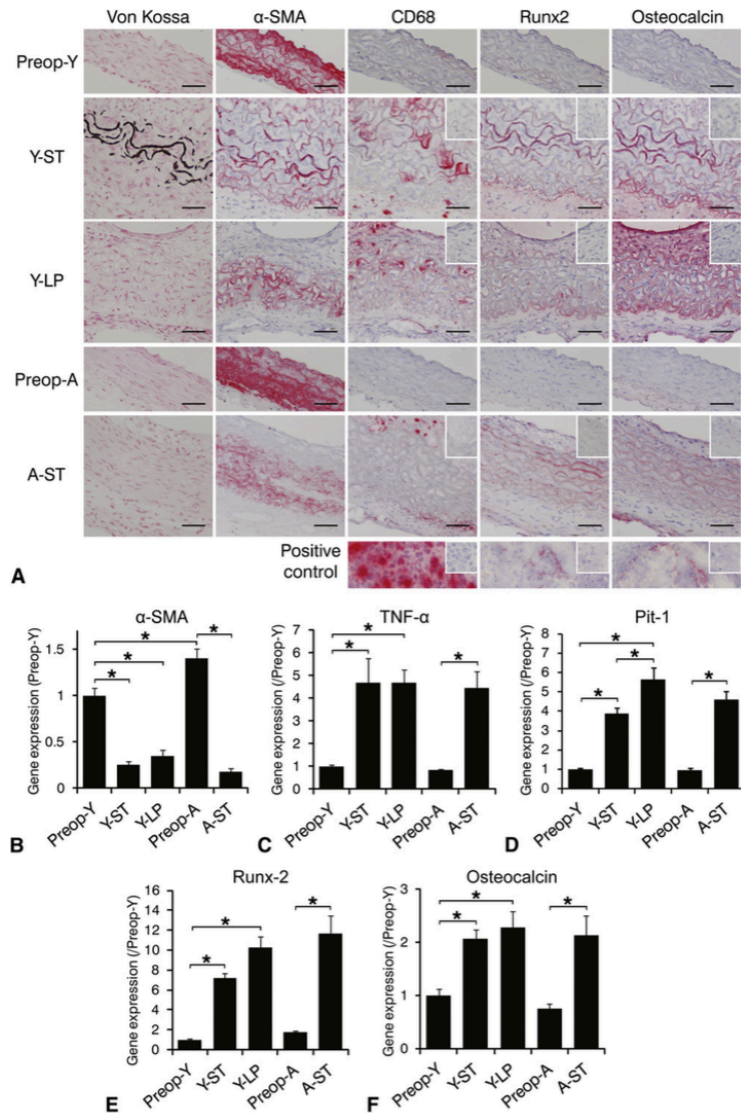 Von Kossa α-SMA CD68 Runx2 Osteocalcin
Preop-Y
Y-ST
Y-LP
Preop-A
A-ST
Positive
control
A
α-SMA
Gene expression (Preop-Y)
1.5
1
0.5
0
* * * *
Preop-Y Y-ST Y-LP Preop-A A-ST
B
TNF-α
Gene expression (/Preop-Y)
7
6
5
4
3
2
1
0
* * *
Preop-Y Y-ST Y-LP Preop-A A-ST
C
Pit-1
Gene expression (/Preop-Y)
8
7
6
5
4
3
2
1
0
* * * *
Preop-Y Y-ST Y-LP Preop-A A-ST
D
Runx-2
Gene expression (/Preop-Y)
16
14
12
10
8
6
4
2
0
* * *
Preop-Y Y-ST Y-LP Preop-A A-ST
E
Osteocalcin
Gene expression (/Preop-Y)
3
2
1
0
* * *
Preop-Y Y-ST Y-LP Preop-A A-ST
F